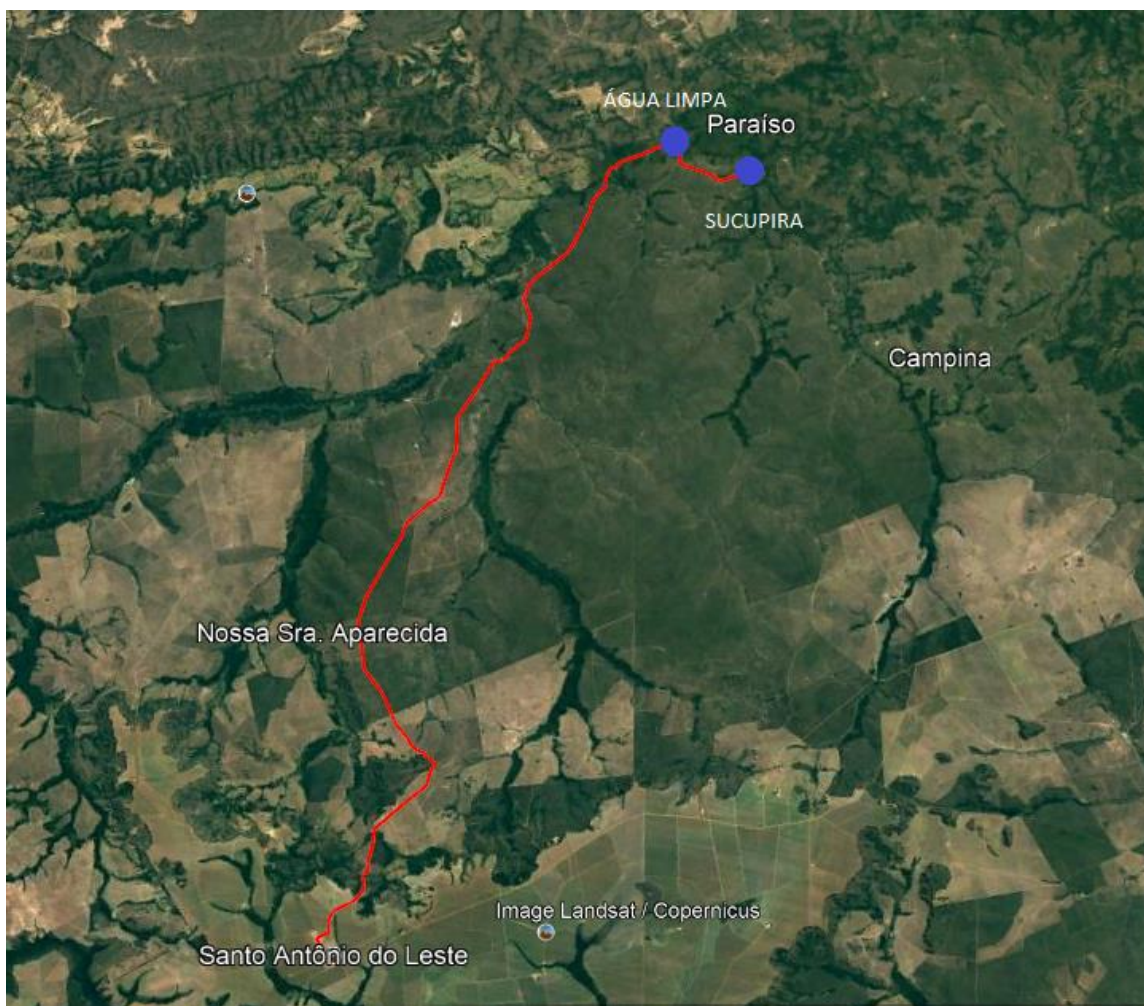 ÁGUA LIMPA
Paraíso
SUCUPIRA
Campina
Nossa Sra. Aparecida
Image Landsat / Copernicus
Santo Antônio do Leste